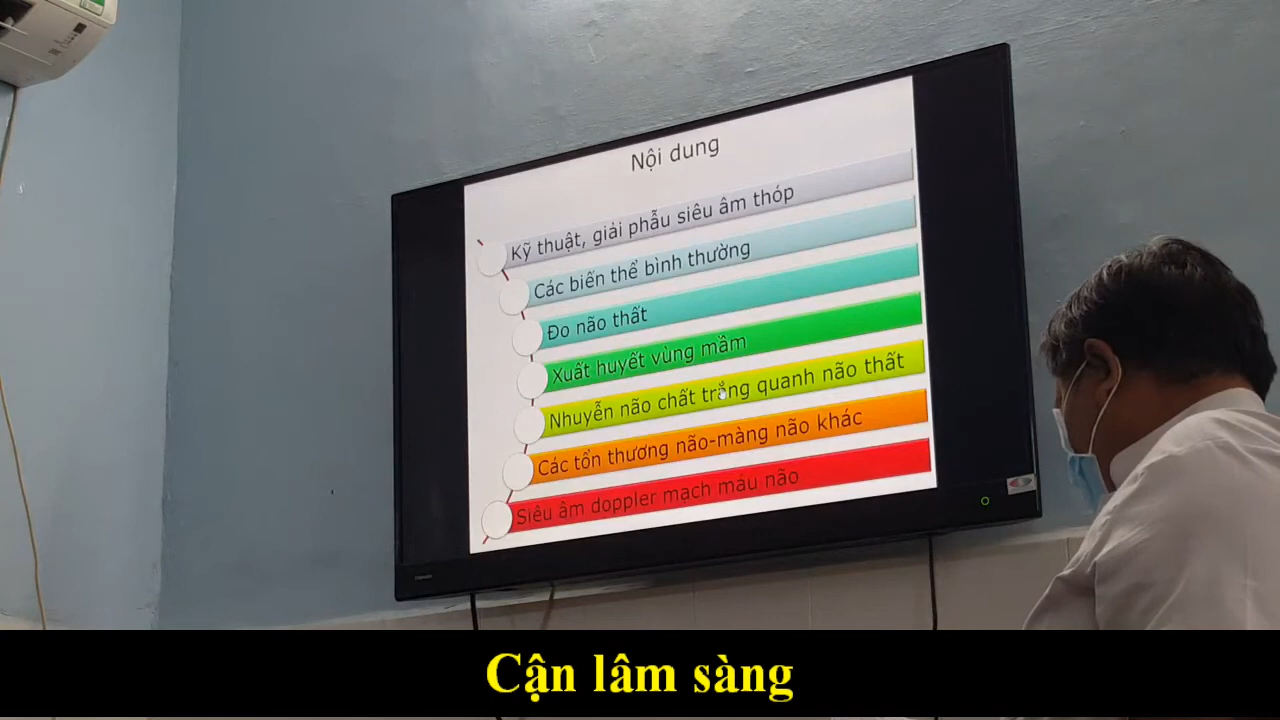 Nội dung
Kỹ thuật, giải phẫu siêu âm thóp
Các biến thể bình thường
Đo não thất
Xuất huyết vùng mầm
Nhuyễn não chất trắng quanh não thất
Các tổn thương não-màng não khác
Siêu âm doppler mạch máu não
Cận lâm sàng